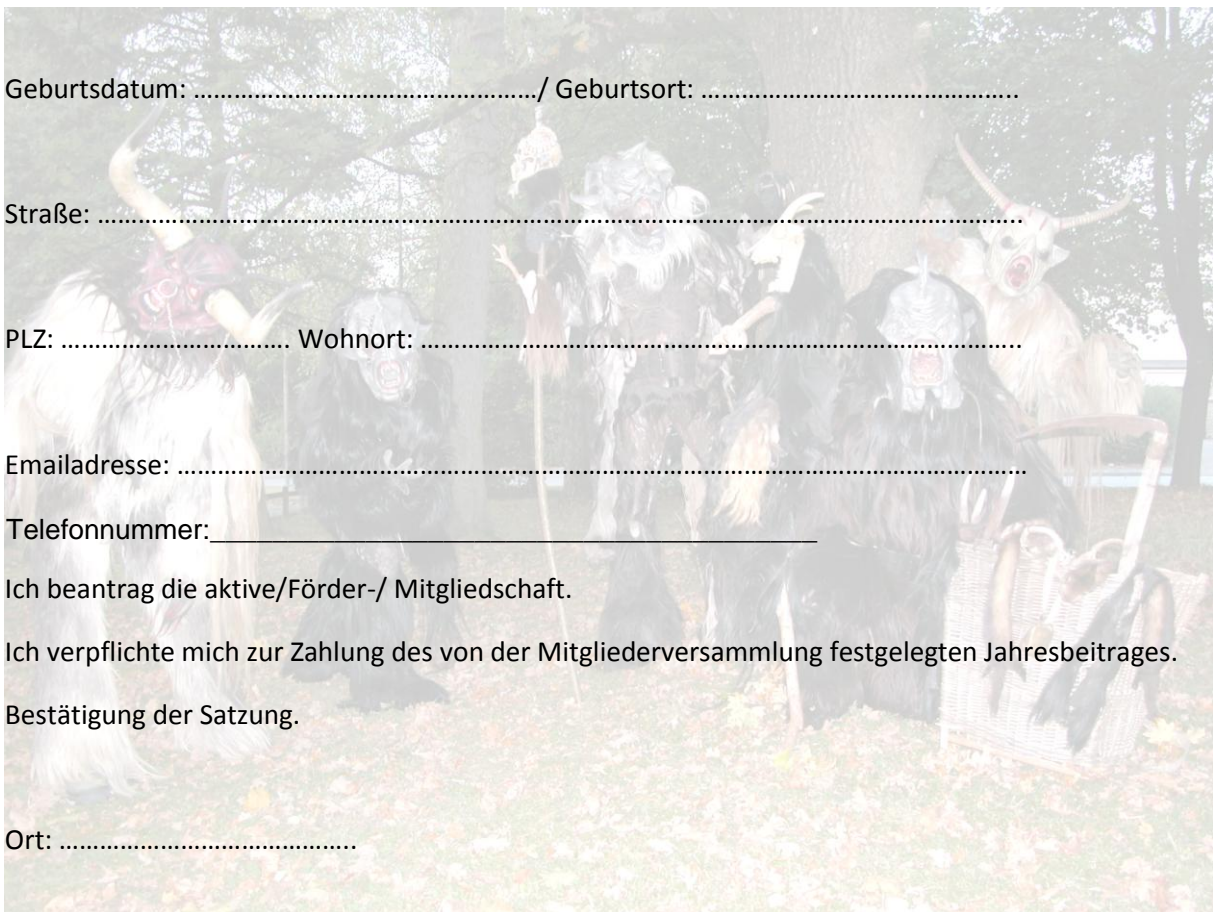 Geburtsdatum: ……………………………………………/ Geburtsort: ………………………………………..
Straße: …………………………………………………………………………………………………………………………
PLZ: ……………………………. Wohnort: ……………………………………………………………………………..
Emailadresse: ………………………………………………………………………………………………………………
Telefonnummer:_______________________________________
Ich beantrag die aktive/Förder-/ Mitgliedschaft.
Ich verpflichte mich zur Zahlung des von der Mitgliederversammlung festgelegten Jahresbeitrages.
Bestätigung der Satzung.
Ort: ……………………………………..